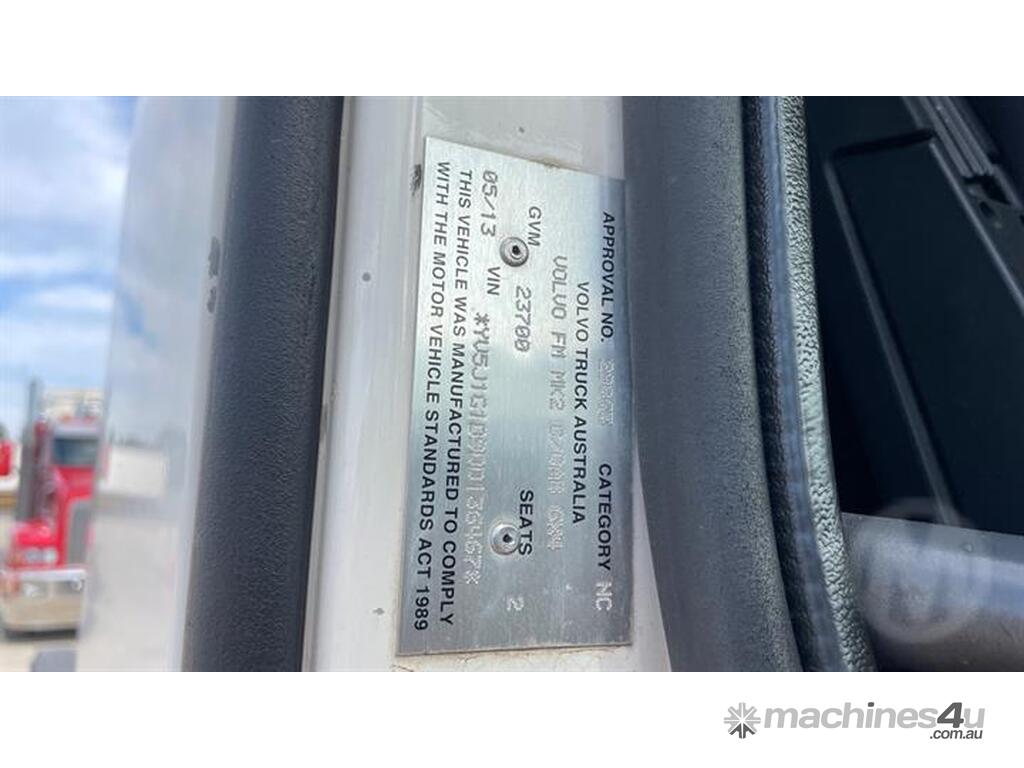 APPROVAL NO. CATEGORY NC
VOLVO TRUCK AUSTRALIA
VOLVO FM MK2 6X4
GVM 23700 SEATS 2
05/13 VIN
THIS VEHICLE WAS MANUFACTURED TO COMPLY
WITH THE MOTOR VEHICLE STANDARDS ACT 1989
machines4u
.com.au